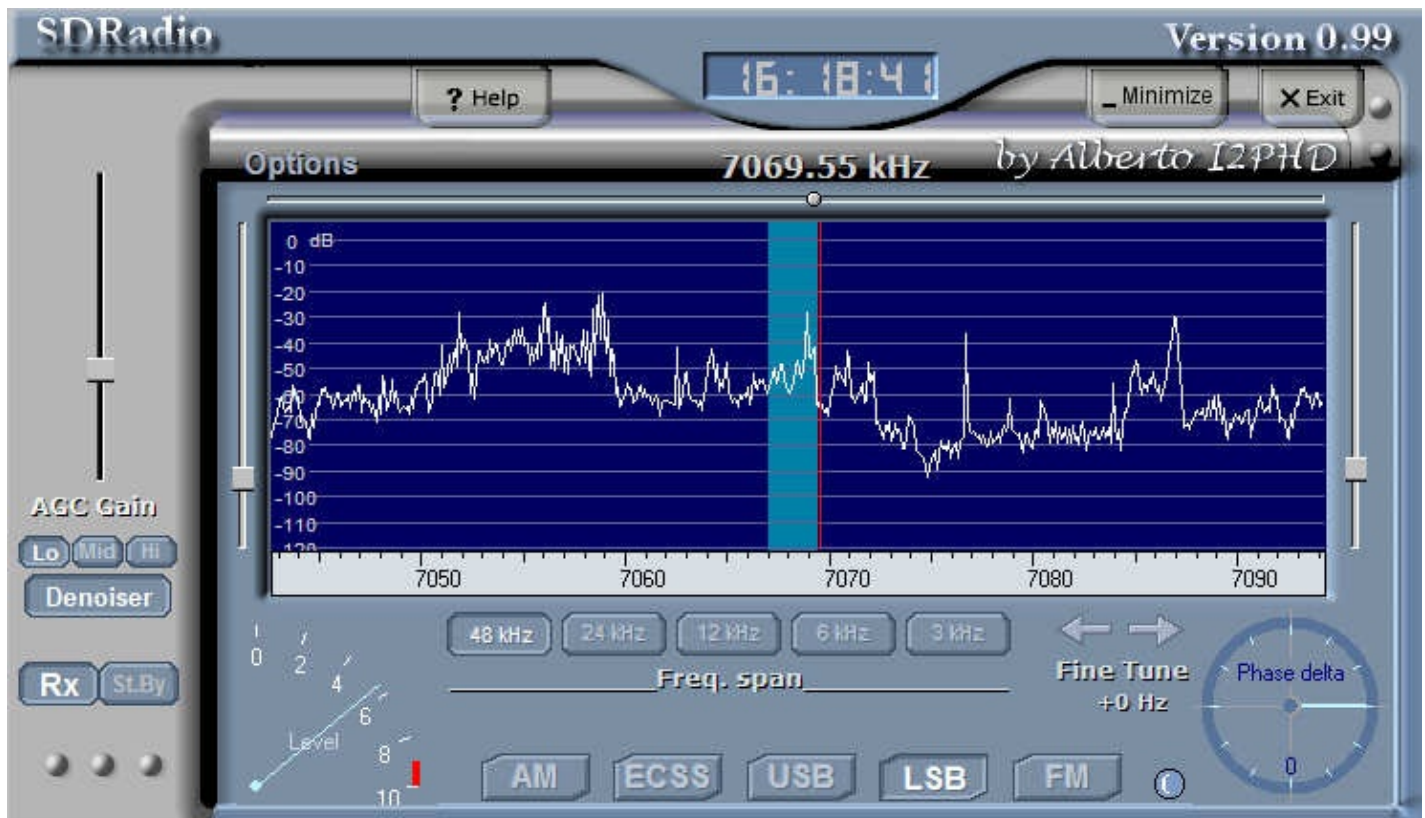 SDRadio
Version 0.99
16:18:41
? Help
_ Minimize
X Exit
Options
7069.55 kHz
by Alberto I2PHD
0 dB
-10
-20
-30
-40
-50
-60
-70
-80
-90
-100
-110
-120
7050 7060 7070 7080 7090
AGC Gain
Lo Mid Hi
Denoiser
Rx St.By
48 kHz 24 kHz 12 kHz 6 kHz 3 kHz
Freq. span
Fine Tune
+0 Hz
Phase delta
0
0 2 4 6 8 10
Level
AM ECSS USB LSB FM